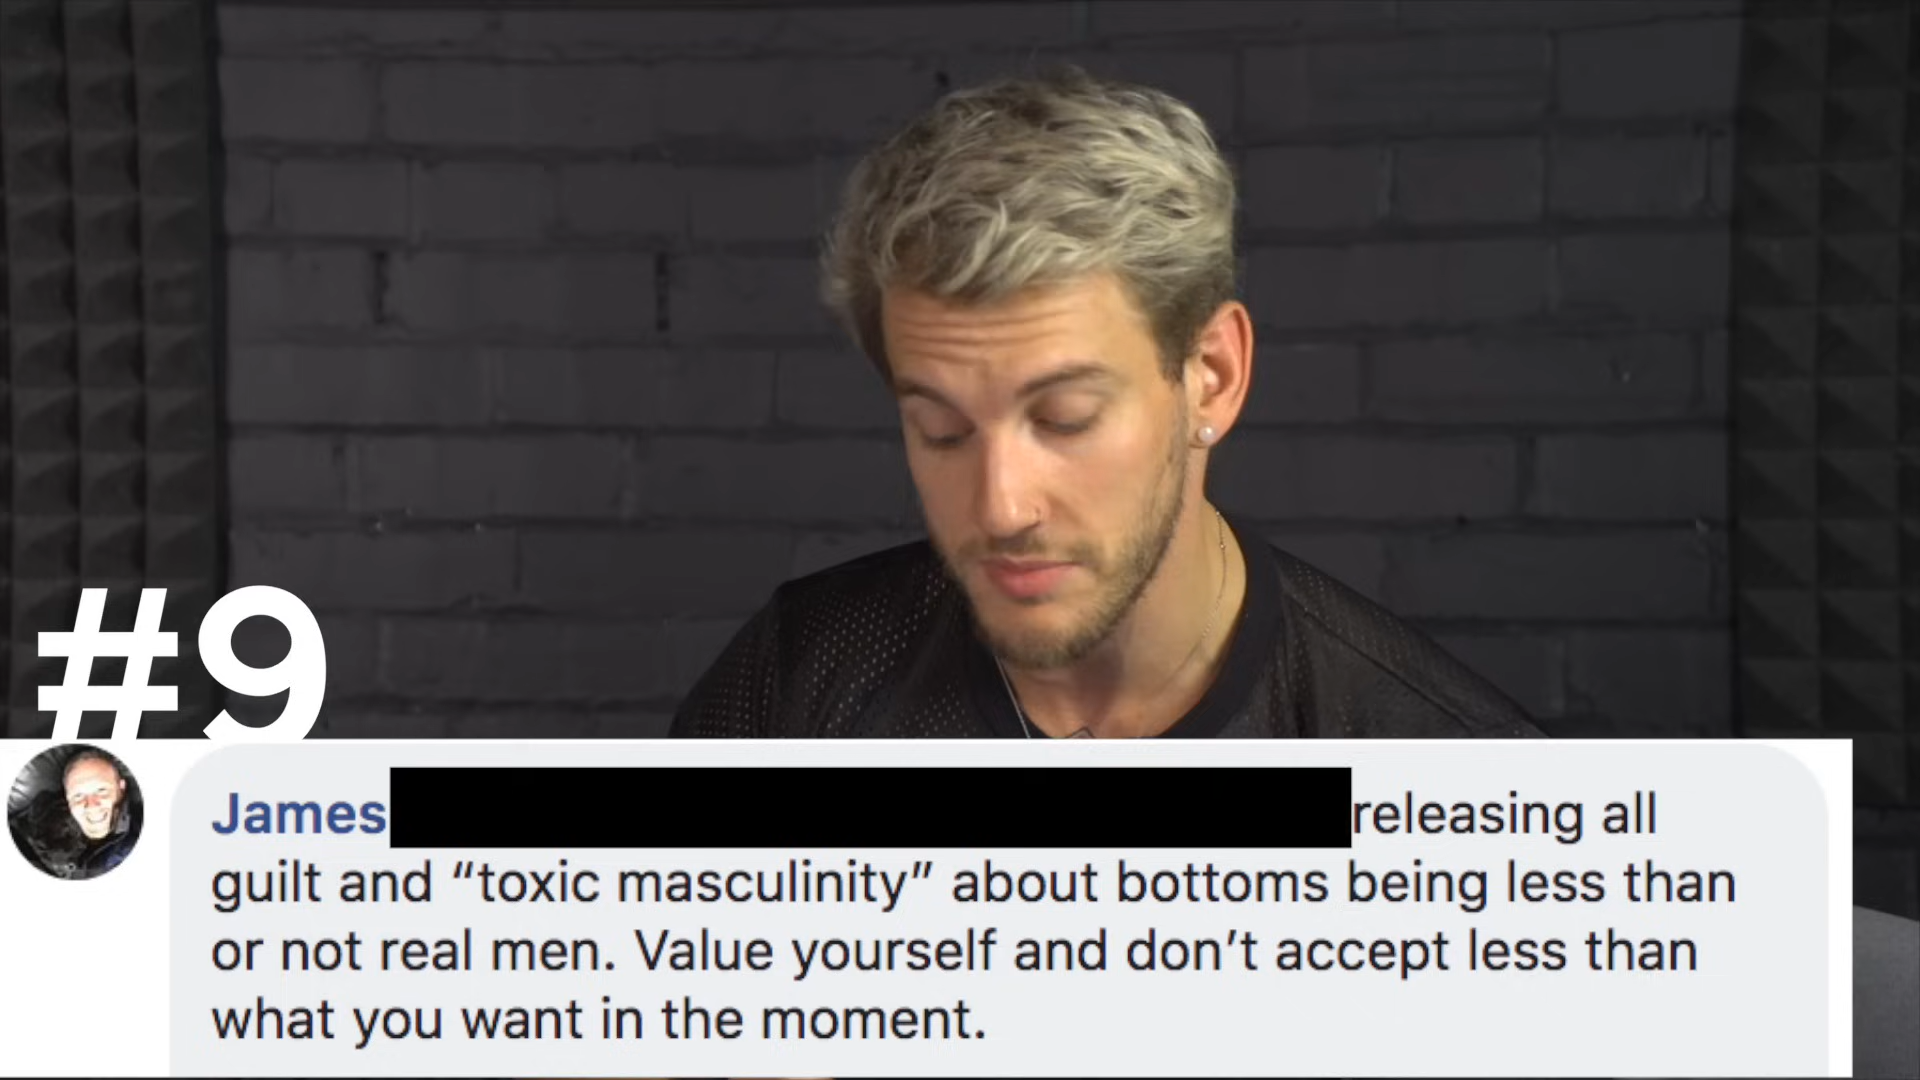 #9
James releasing all
guilt and “toxic masculinity” about bottoms being less than
or not real men. Value yourself and don’t accept less than
what you want in the moment.